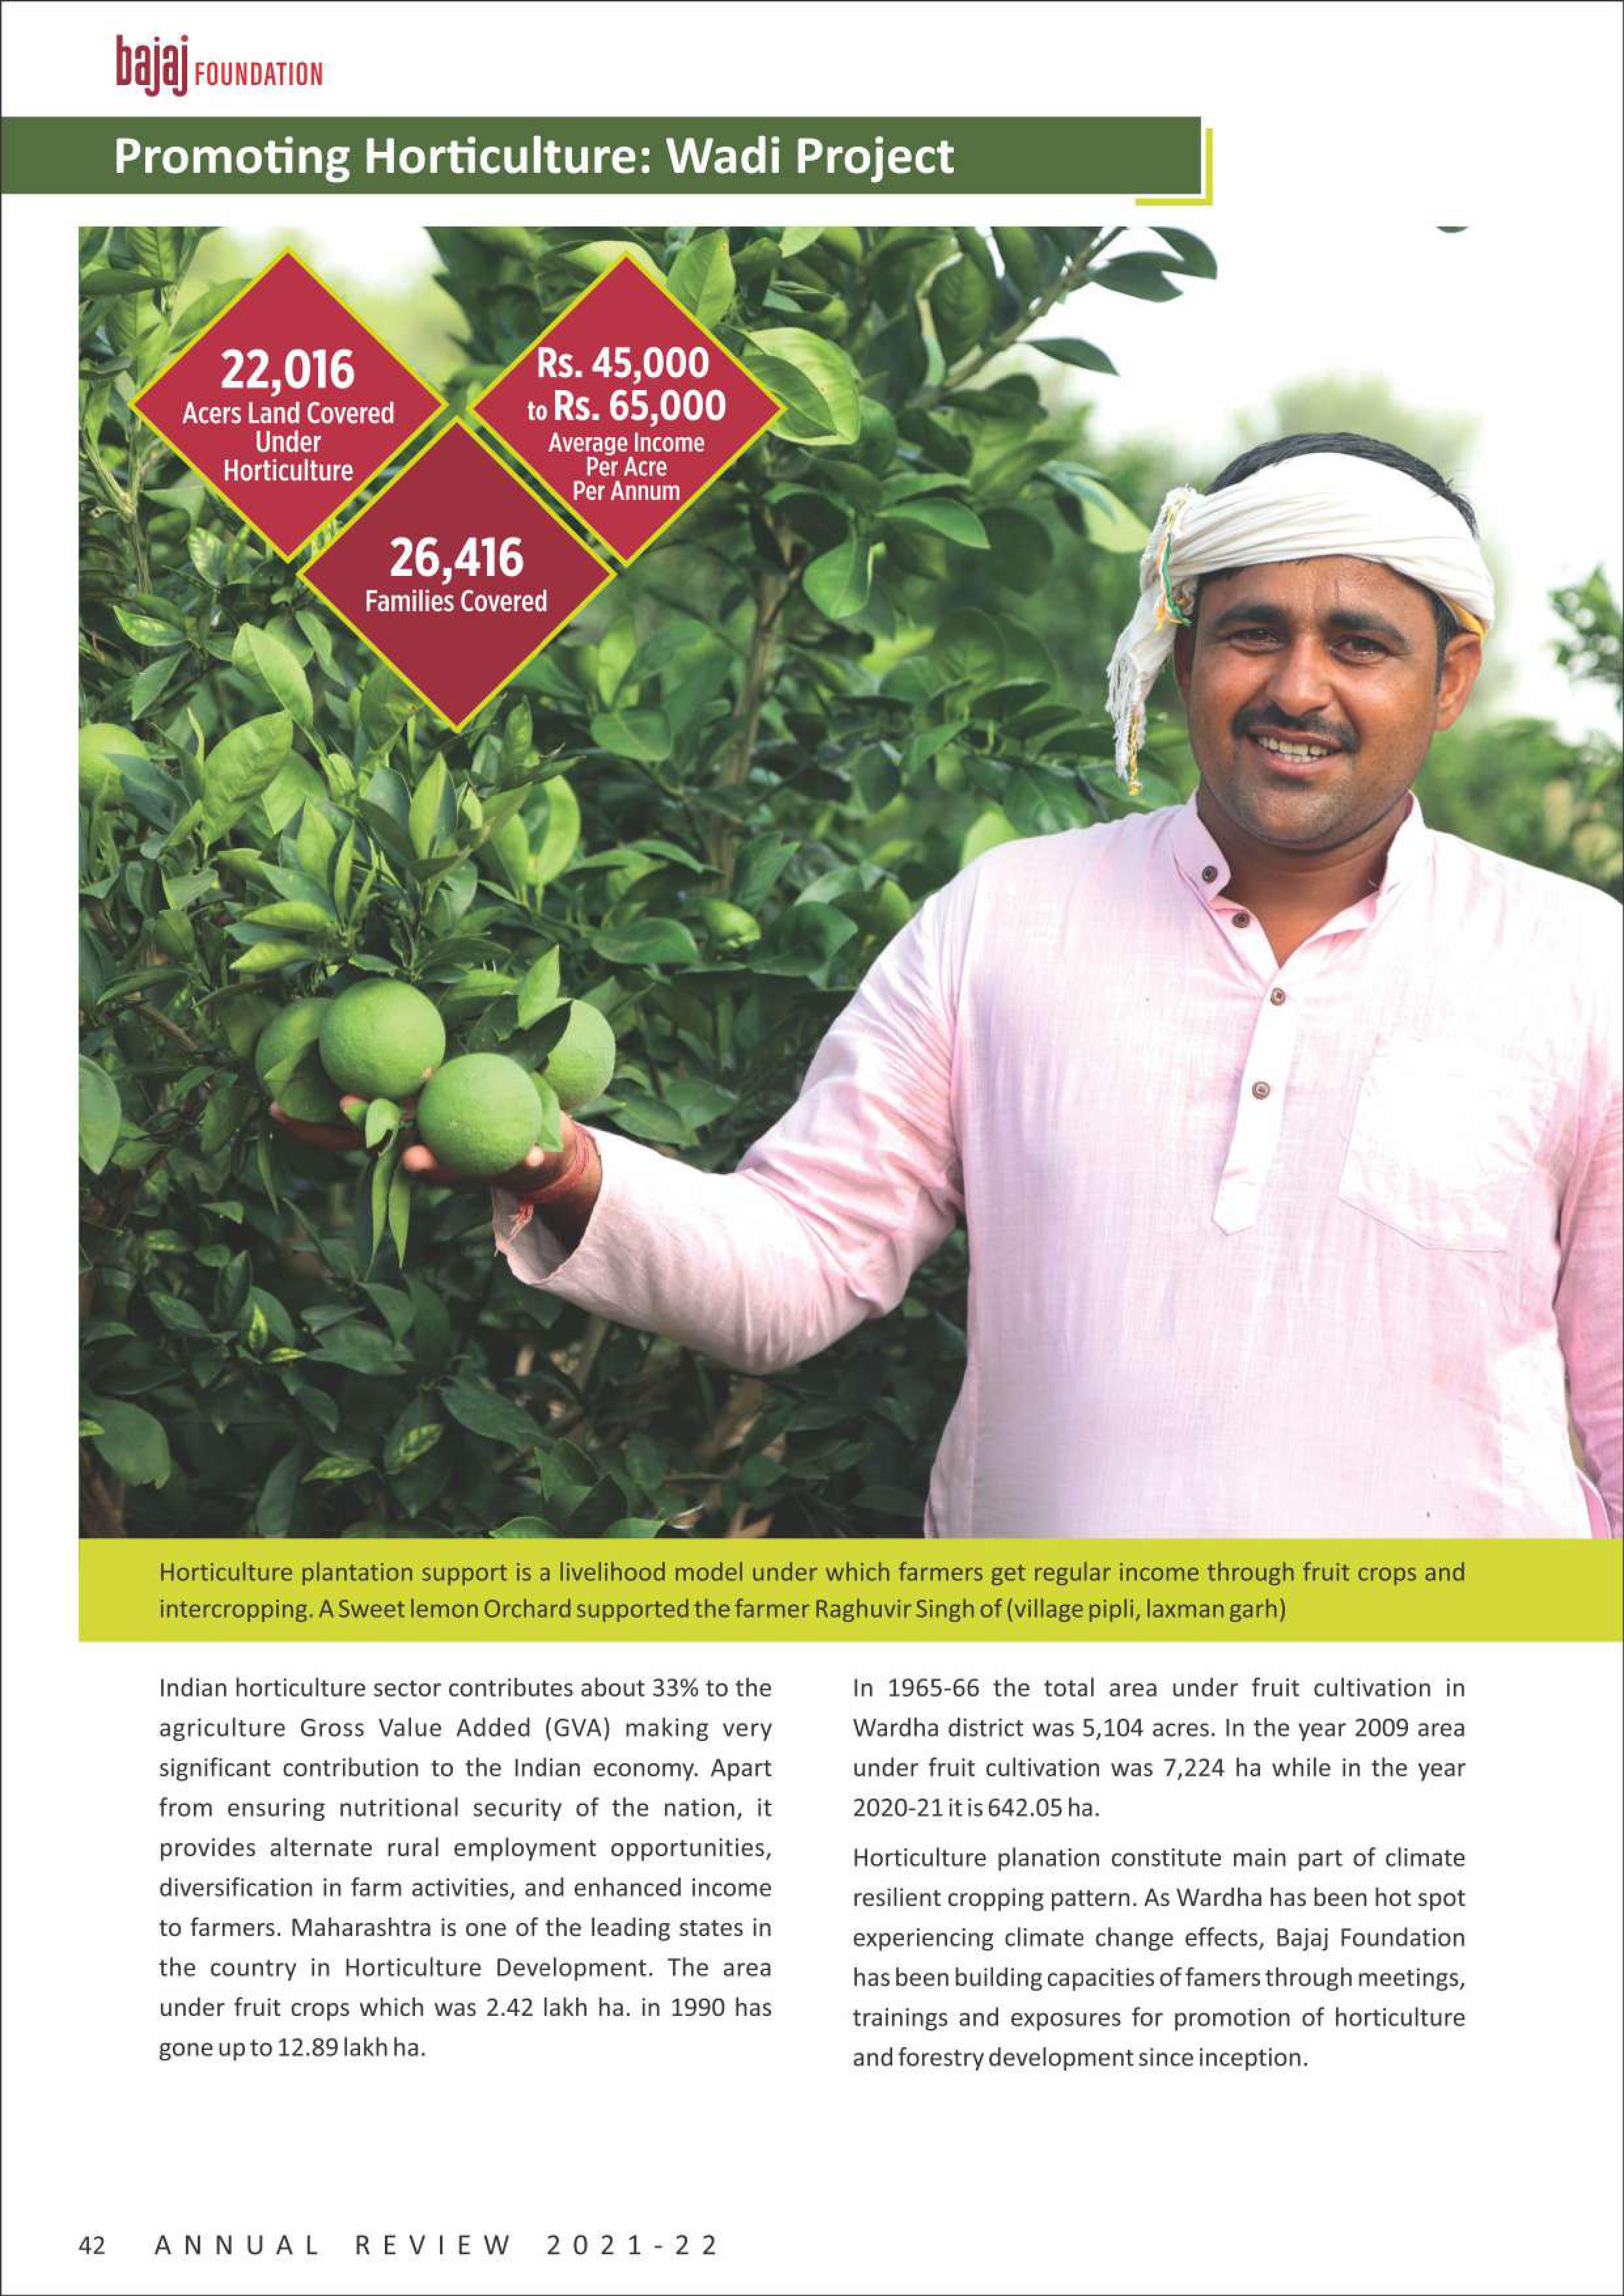 bajaj FOUNDATION
Promoting Horticulture: Wadi Project
22,016
Acers Land Covered
Under
Horticulture
Rs. 45,000
to Rs. 65,000
Average Income
Per Acre
Per Annum
26,416
Families Covered
Horticulture plantation support is a livelihood model under which farmers get regular income through fruit crops and
intercropping. A Sweet lemon Orchard supported the farmer Raghuvir Singh of (village pipli, laxman garh)
Indian horticulture sector contributes about 33% to the
agriculture Gross Value Added (GVA) making very
significant contribution to the Indian economy. Apart
from ensuring nutritional security of the nation, it
provides alternate rural employment opportunities,
diversification in farm activities, and enhanced income
to farmers. Maharashtra is one of the leading states in
the country in Horticulture Development. The area
under fruit crops which was 2.42 lakh ha. in 1990 has
gone up to 12.89 lakh ha.
In 1965-66 the total area under fruit cultivation in
Wardha district was 5,104 acres. In the year 2009 area
under fruit cultivation was 7,224 ha while in the year
2020-21 it is 642.05 ha.
Horticulture planation constitute main part of climate
resilient cropping pattern. As Wardha has been hot spot
experiencing climate change effects, Bajaj Foundation
has been building capacities of famers through meetings,
trainings and exposures for promotion of horticulture
and forestry development since inception.
42 ANNUAL REVIEW 2021-22